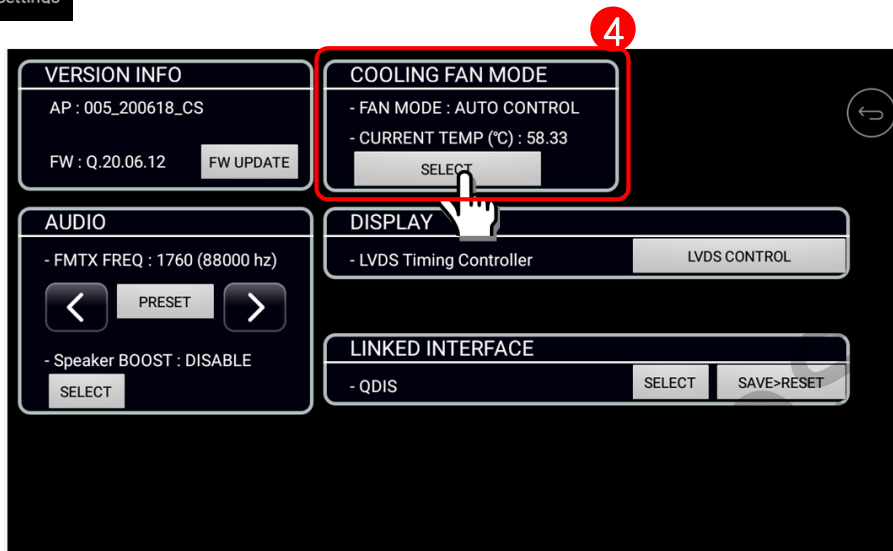 4
VERSION INFO
AP : 005_200618_CS
FW : Q.20.06.12
FW UPDATE
COOLING FAN MODE
- FAN MODE : AUTO CONTROL
- CURRENT TEMP (℃) : 58.33
SELECT
AUDIO
- FMTX FREQ : 1760 (88000 hz)
PRESET
- Speaker BOOST : DISABLE
SELECT
DISPLAY
- LVDS Timing Controller
LVDS CONTROL
LINKED INTERFACE
- QDIS
SELECT
SAVE>RESET